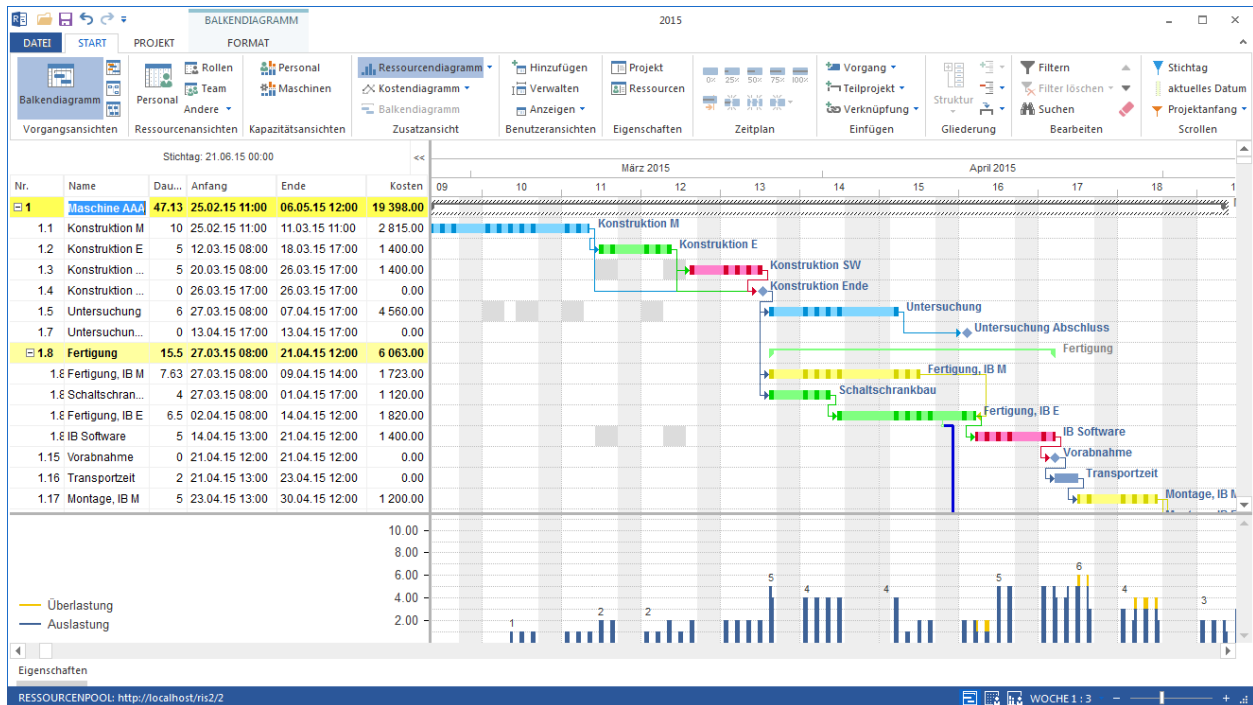 BALKENDIAGRAMM 2015
DATEI START PROJEKT FORMAT
Balkendiagramm
Vorgangsansichten
Personal
Rollen
Team
Andere
Ressourcenansichten
Personal
Maschinen
Kapazitätsansichten
Ressourcendiagramm
Kostendiagramm
Balkendiagramm
Zusatzansicht
Hinzufügen
Verwalten
Anzeigen
Benutzeransichten
Projekt
Ressourcen
Eigenschaften
0% 25% 50% 75% 100%
Zeitplan
Vorgang
Teilprojekt
Verknüpfung
Einfügen
Struktur
Gliederung
Filtern
Filter löschen
Suchen
Bearbeiten
Stichtag
aktuelles Datum
Projektanfang
Scrollen
Stichtag: 21.06.15 00:00 <<
März 2015 April 2015
Nr. Name Dau... Anfang Ende Kosten
09 10 11 12 13 14 15 16 17 18
1 Maschine AAA 47.13 25.02.15 11:00 06.05.15 12:00 19 398.00
1.1 Konstruktion M 10 25.02.15 11:00 11.03.15 11:00 2 815.00
1.2 Konstruktion E 5 12.03.15 08:00 18.03.15 17:00 1 400.00
1.3 Konstruktion ... 5 20.03.15 08:00 26.03.15 17:00 1 400.00
1.4 Konstruktion ... 0 26.03.15 17:00 26.03.15 17:00 0.00
1.5 Untersuchung 6 27.03.15 08:00 07.04.15 17:00 4 560.00
1.7 Untersuchun... 0 13.04.15 17:00 13.04.15 17:00 0.00
1.8 Fertigung 15.5 27.03.15 08:00 21.04.15 12:00 6 063.00
1.8 Fertigung, IB M 7.63 27.03.15 08:00 09.04.15 14:00 1 723.00
1.8 Schaltschran... 4 27.03.15 08:00 01.04.15 17:00 1 120.00
1.8 Fertigung, IB E 6.5 02.04.15 08:00 14.04.15 12:00 1 820.00
1.8 IB Software 5 14.04.15 13:00 21.04.15 12:00 1 400.00
1.15 Vorabnahme 0 21.04.15 12:00 21.04.15 12:00 0.00
1.16 Transportzeit 2 21.04.15 13:00 23.04.15 12:00 0.00
1.17 Montage, IB M 5 23.04.15 13:00 30.04.15 12:00 1 200.00
Konstruktion M
Konstruktion E
Konstruktion SW
Konstruktion Ende
Untersuchung
Untersuchung Abschluss
Fertigung
Fertigung, IB M
Schaltschrankbau
Fertigung, IB E
IB Software
Vorabnahme
Transportzeit
Montage, IB M
10.00
8.00
6.00
4.00
2.00
Überlastung
Auslastung
1 2 2 5 4 4 5 6 4 3
Eigenschaften
RESSOURCENPOOL: http://localhost/ris2/2 WOCHE 1 : 3